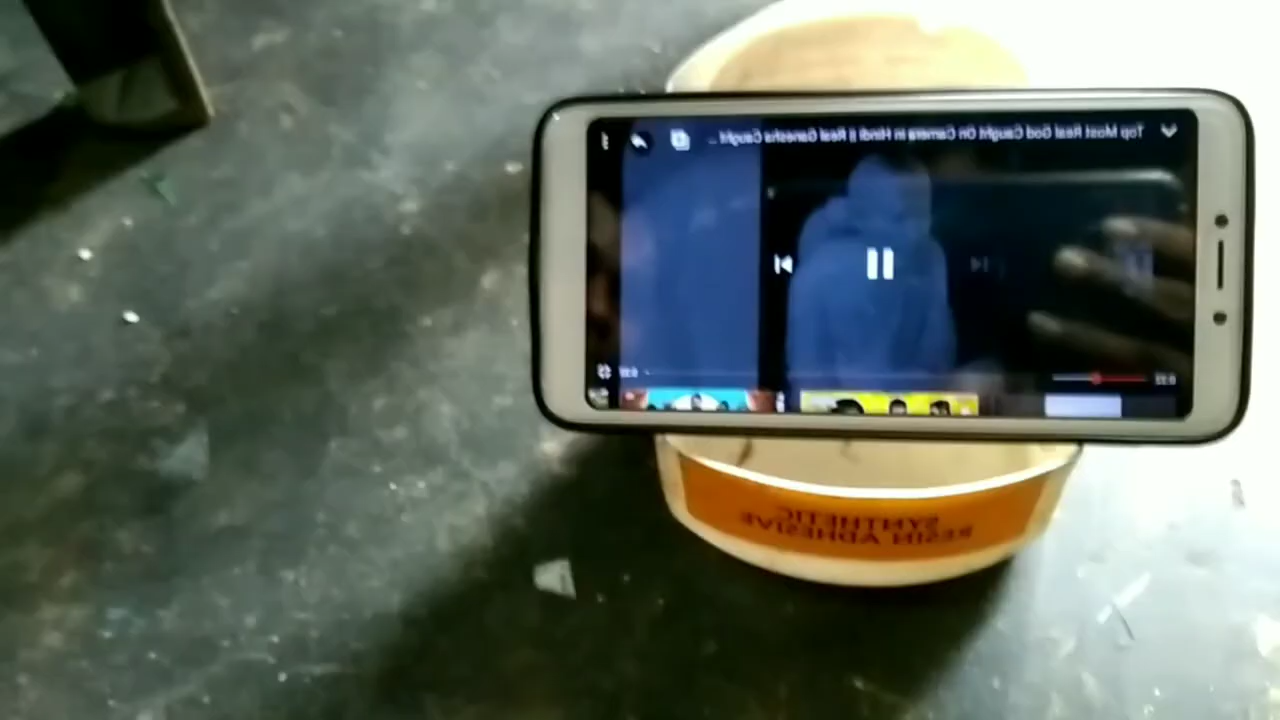 Top Most Real God Caught On Camera in Hindi || Real Ganesha Caught ...
SYNTHETIC
RESIN ADHESIVE